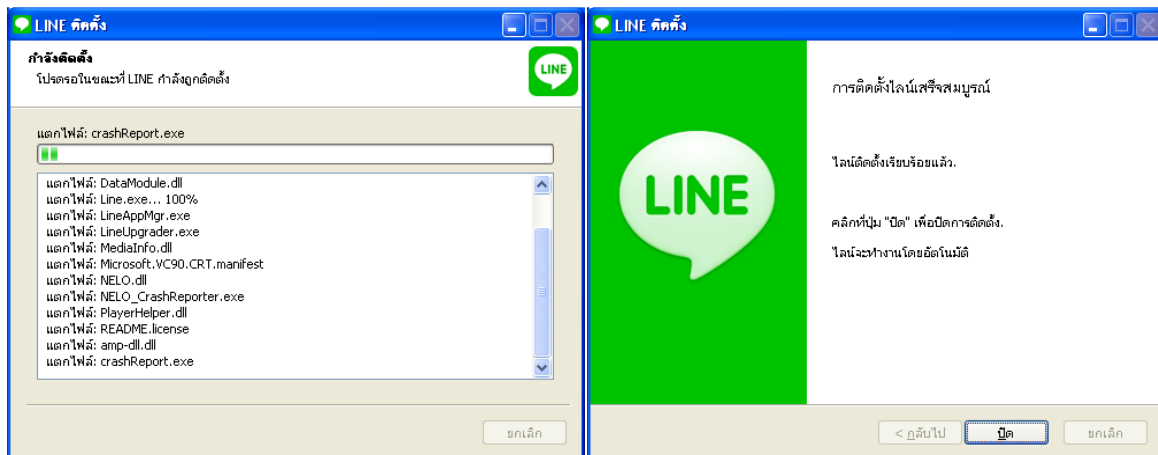 LINE ติดตั้ง
กำลังติดตั้ง
โปรดรอในขณะที่ LINE กำลังถูกติดตั้ง
LINE
แตกไฟล์: crashReport.exe
แตกไฟล์: DataModule.dll
แตกไฟล์: Line.exe... 100%
แตกไฟล์: LineAppMgr.exe
แตกไฟล์: LineUpgrader.exe
แตกไฟล์: MediaInfo.dll
แตกไฟล์: Microsoft.VC90.CRT.manifest
แตกไฟล์: NELO.dll
แตกไฟล์: NELO_CrashReporter.exe
แตกไฟล์: PlayerHelper.dll
แตกไฟล์: README.license
แตกไฟล์: amp-dll.dll
แตกไฟล์: crashReport.exe
ยกเลิก
LINE ติดตั้ง
LINE
การติดตั้งไลน์เสร็จสมบูรณ์
ไลน์ติดตั้งเรียบร้อยแล้ว.
คลิกที่ปุ่ม "ปิด" เพื่อปิดการติดตั้ง.
ไลน์จะทำงานโดยอัตโนมัติ
< กลับไป
ปิด
ยกเลิก